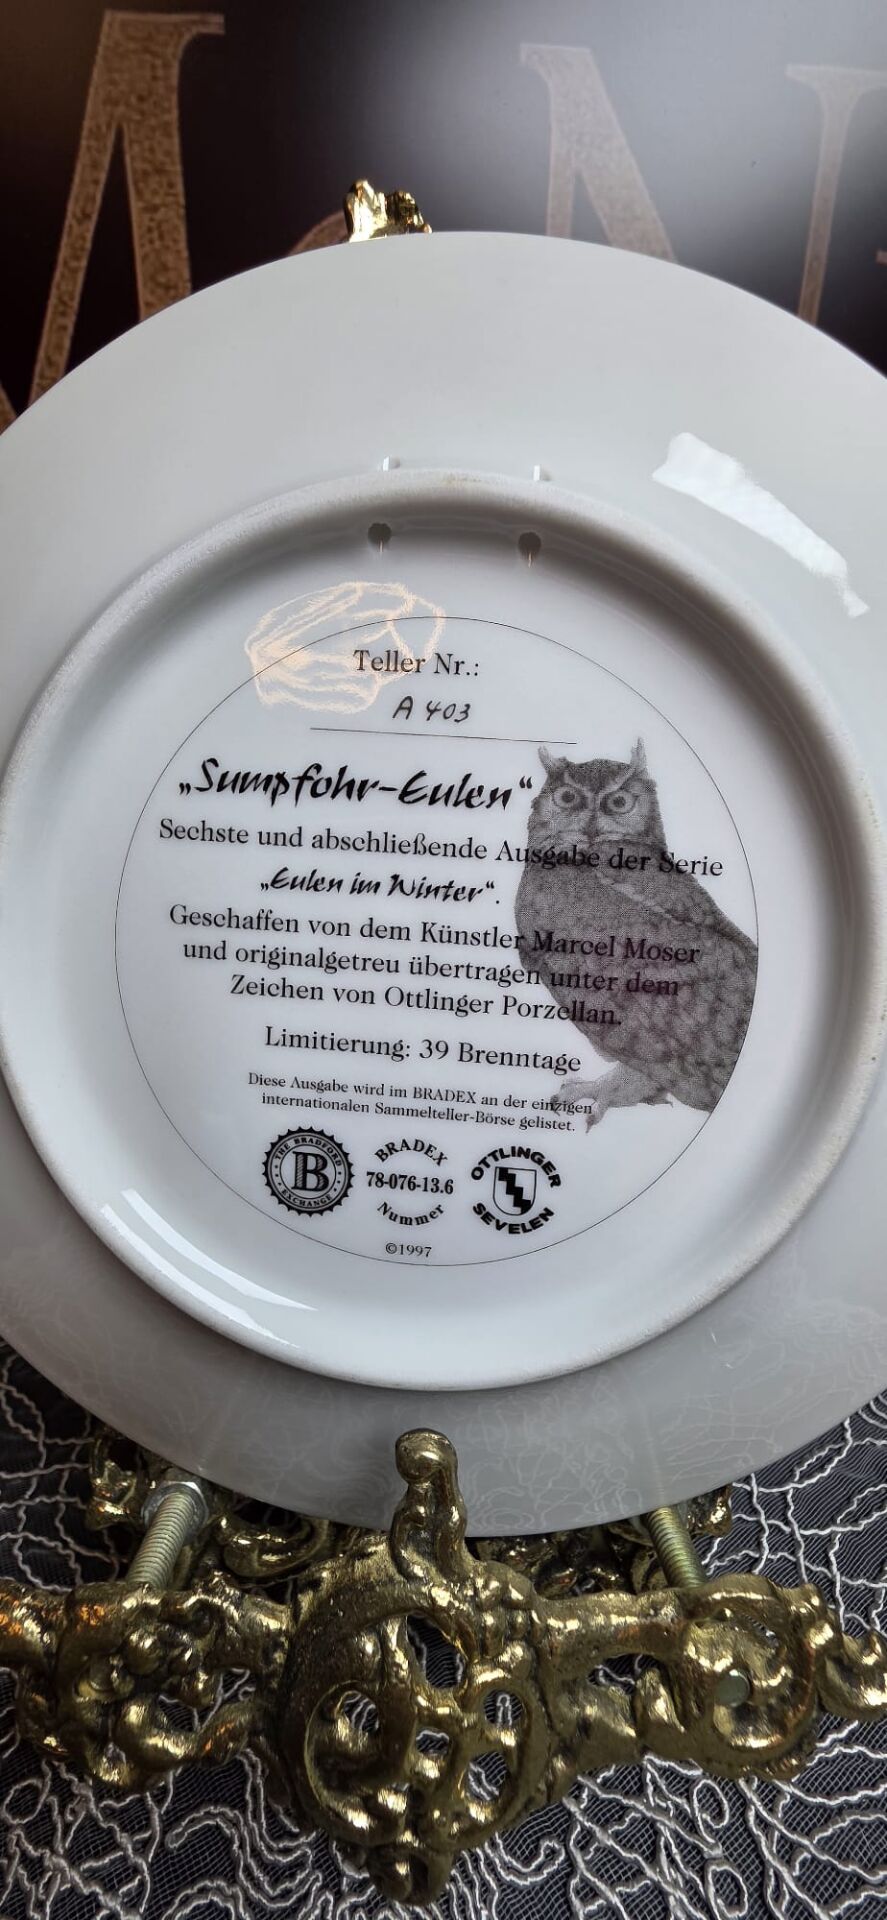 Teller Nr.:
A 403
„Sumpfohr-Eulen“
Sechste und abschließende Ausgabe der Serie
„Eulen im Winter“.
Geschaffen von dem Künstler Marcel Moser
und originalgetreu übertragen unter dem
Zeichen von Ottlinger Porzellan.
Limitierung: 39 Brenntage
Diese Ausgabe wird im BRADEX an der einzigen
internationalen Sammelteller-Börse gelistet.
THE BRADFORD
B
EXCHANGE
BRADEX
78-076-13.6
Nummer
OTTLINGER
SEVELEN
©1997